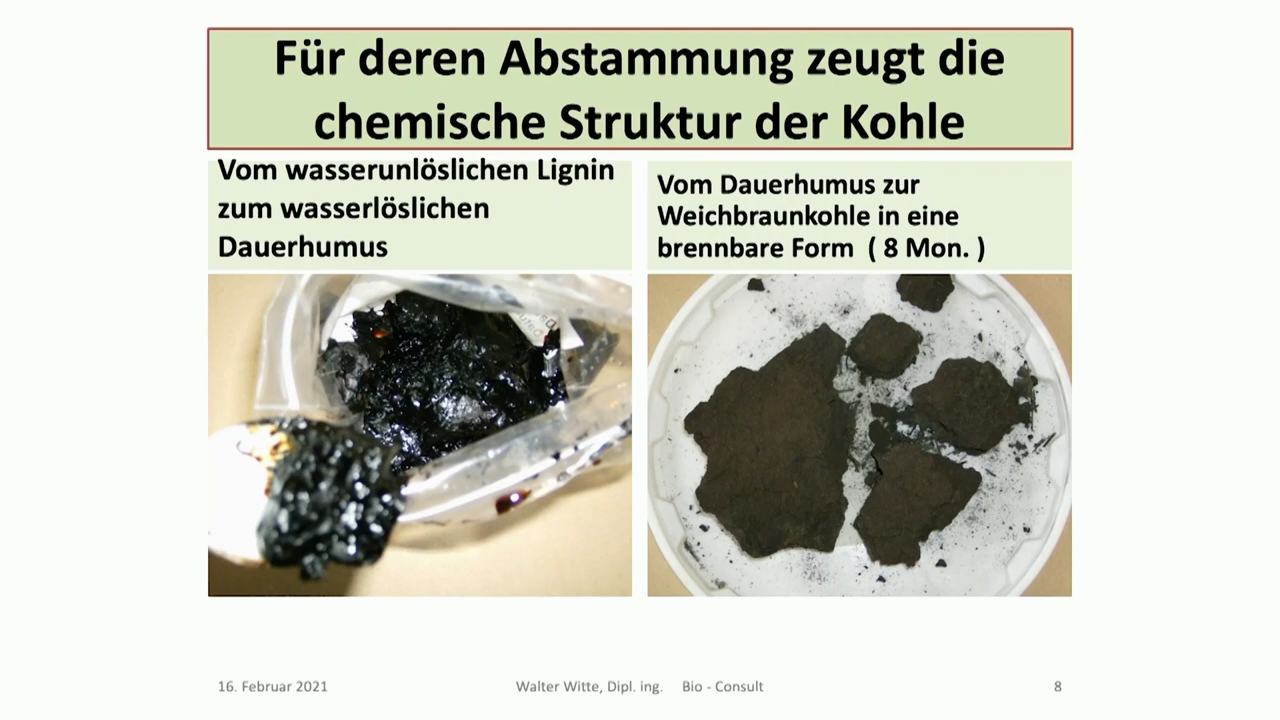 Für deren Abstammung zeugt die
chemische Struktur der Kohle
Vom wasserunlöslichen Lignin
zum wasserlöslichen
Dauerhumus
Vom Dauerhumus zur
Weichbraunkohle in eine
brennbare Form ( 8 Mon. )
16. Februar 2021
Walter Witte, Dipl. ing. Bio - Consult
8